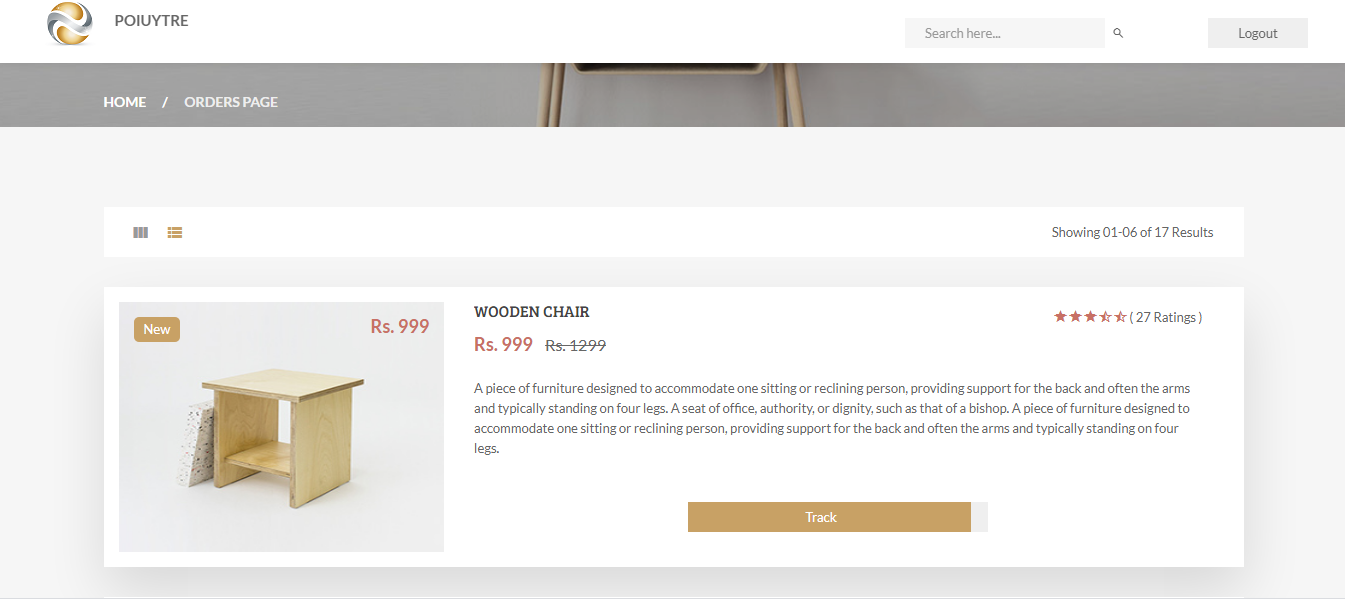 POIUYTRE
Search here...
Logout
HOME / ORDERS PAGE
Showing 01-06 of 17 Results
New
Rs. 999
WOODEN CHAIR
( 27 Ratings )
Rs. 999 Rs. 1299
A piece of furniture designed to accommodate one sitting or reclining person, providing support for the back and often the arms
and typically standing on four legs. A seat of office, authority, or dignity, such as that of a bishop. A piece of furniture designed to
accommodate one sitting or reclining person, providing support for the back and often the arms and typically standing on four
legs.
Track